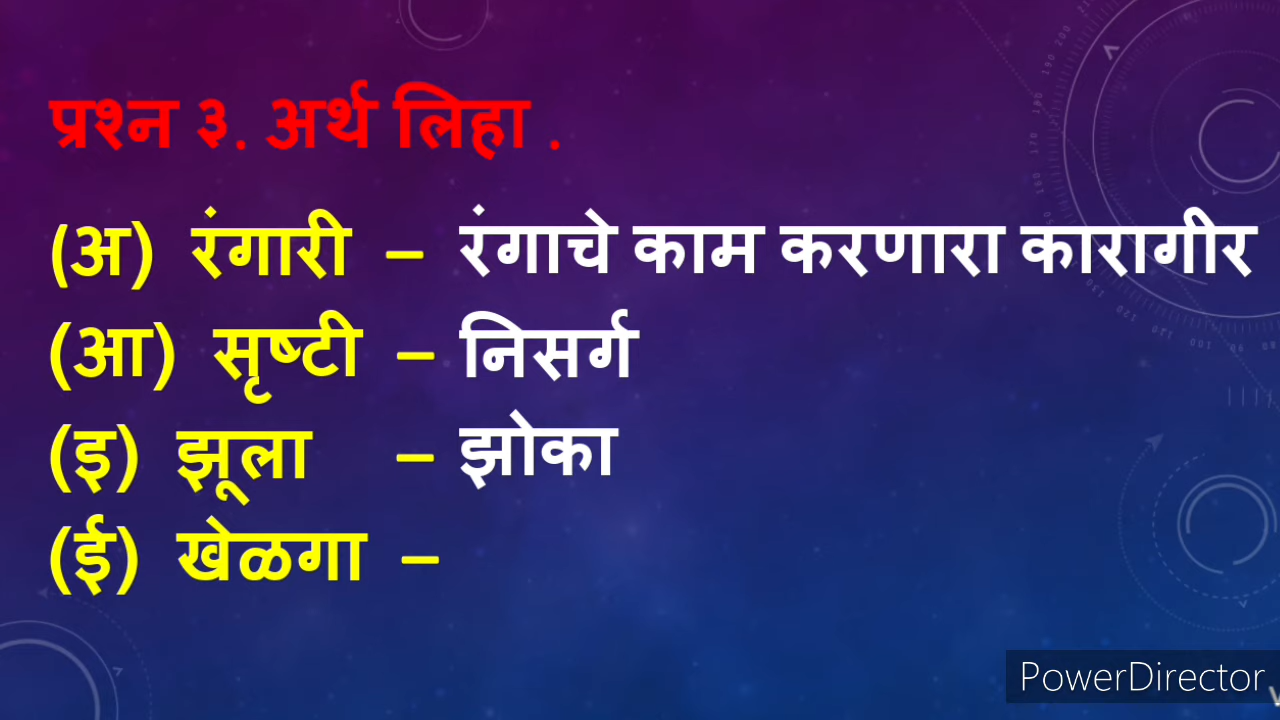 प्रश्न ३. अर्थ लिहा .
(अ) रंगारी – रंगाचे काम करणारा कारागीर
(आ) सृष्टी – निसर्ग
(इ) झूला – झोका
(ई) खेळगा –
PowerDirector